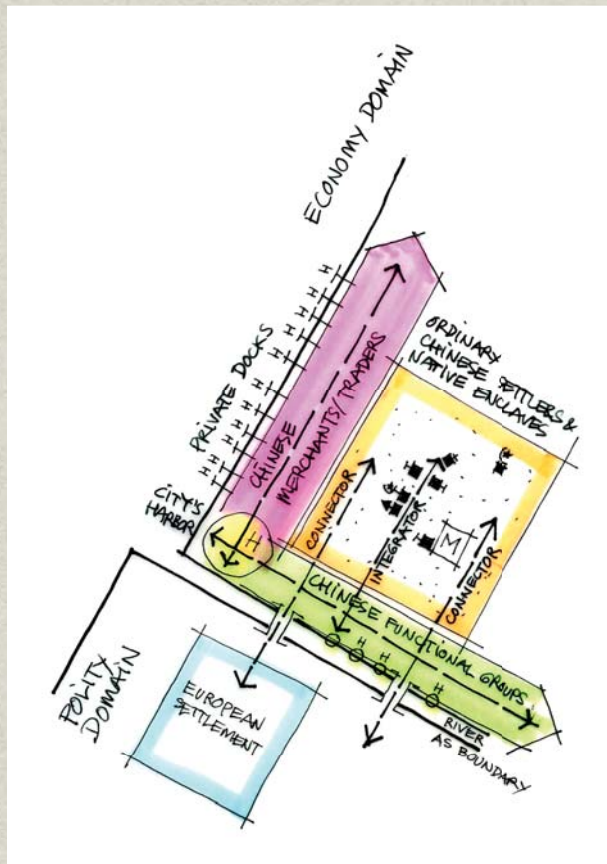 ECONOMY DOMAIN
PRIVATE DOCKS
CHINESE
MERCHANTS/TRADERS
ORDINARY
CHINESE SETTLERS &
NATIVE ENCLAVES
CITY'S
HARBOR
H
H
H
H
H
H
H
H
H
H
CONNECTOR
INTEGRATOR
CONNECTOR
M
CHINESE FUNCTIONAL GROUPS
H
H
H
H
POLITY
DOMAIN
EUROPEAN
SETTLEMENT
RIVER
AS BOUNDARY